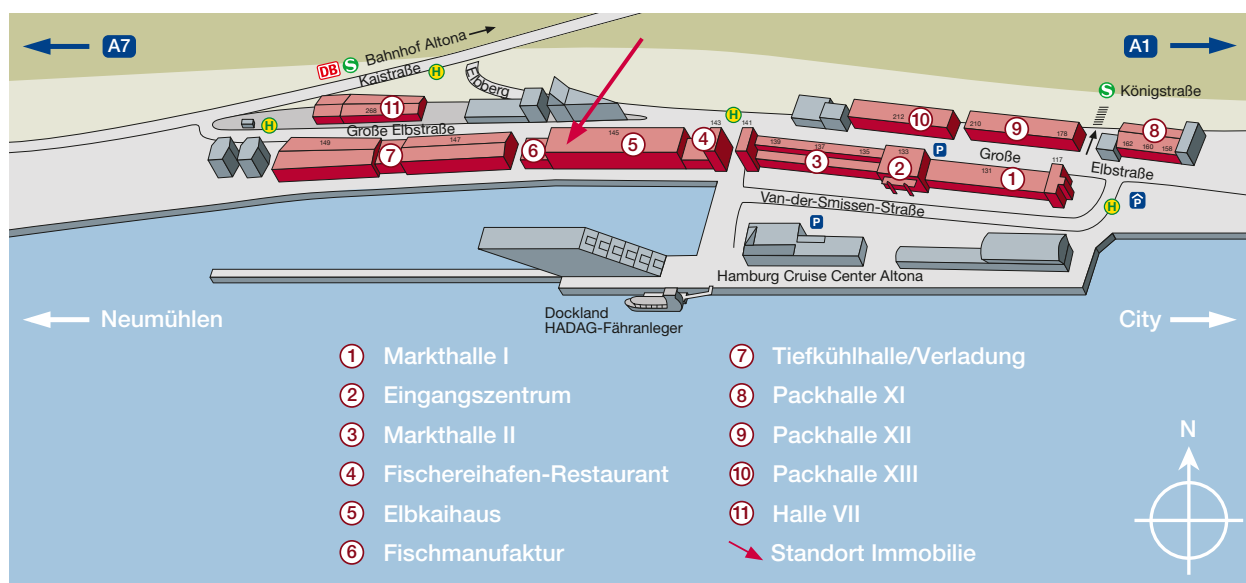 A7
A1
DB S Bahnhof Altona
Kaistraße H
Elbberg
S Königstraße
11
268
H
H
Große Elbstraße
149
7
147
6
145
5
4
143
141
139
137
135
3
133
2
P
212
10
210
9
178
Große
Elbstraße
8
162
160
158
117
131
1
Van-der-Smissen-Straße
H
P
P
Hamburg Cruise Center Altona
Dockland
HADAG-Fähranleger
Neumühlen
City
1 Markthalle I
2 Eingangszentrum
3 Markthalle II
4 Fischereihafen-Restaurant
5 Elbkaihaus
6 Fischmanufaktur
7 Tiefkühlhalle/Verladung
8 Packhalle XI
9 Packhalle XII
10 Packhalle XIII
11 Halle VII
Standort Immobilie
N